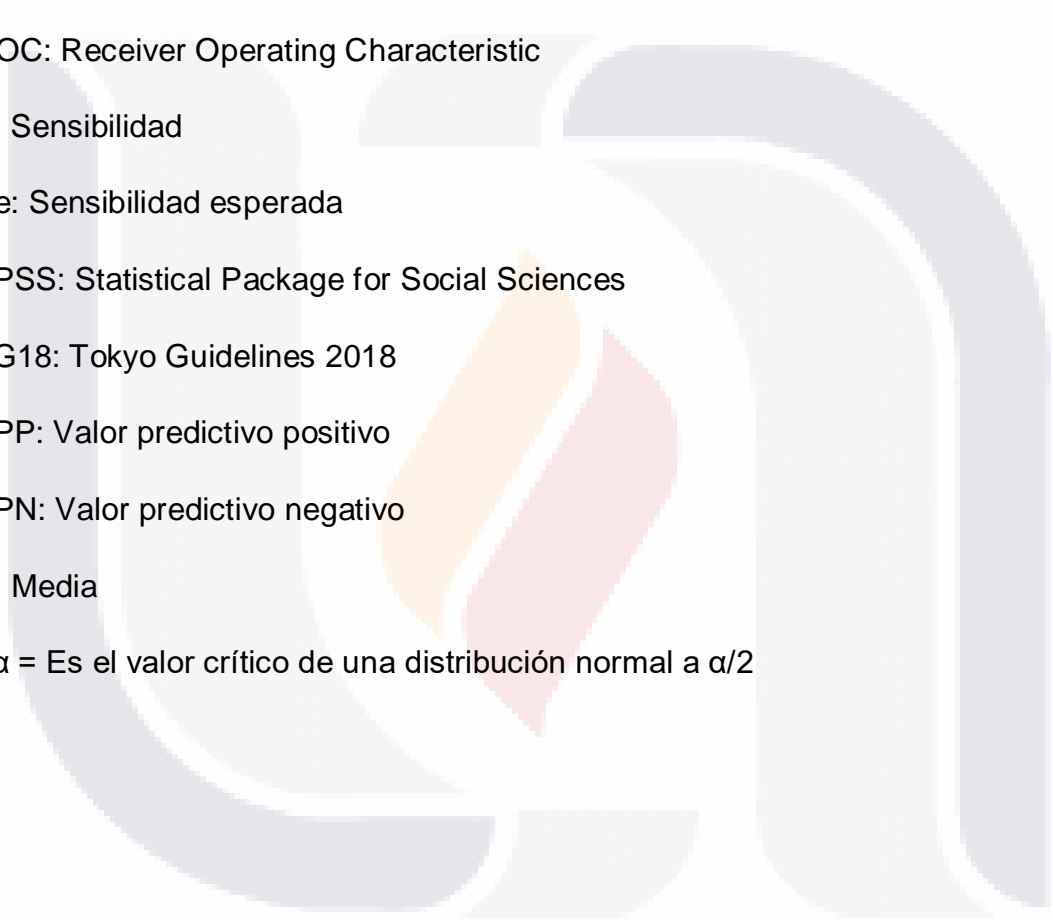 OC: Receiver Operating Characteristic
Sensibilidad
e: Sensibilidad esperada
PSS: Statistical Package for Social Sciences
G18: Tokyo Guidelines 2018
PP: Valor predictivo positivo
PN: Valor predictivo negativo
Media
α = Es el valor crítico de una distribución normal a α/2